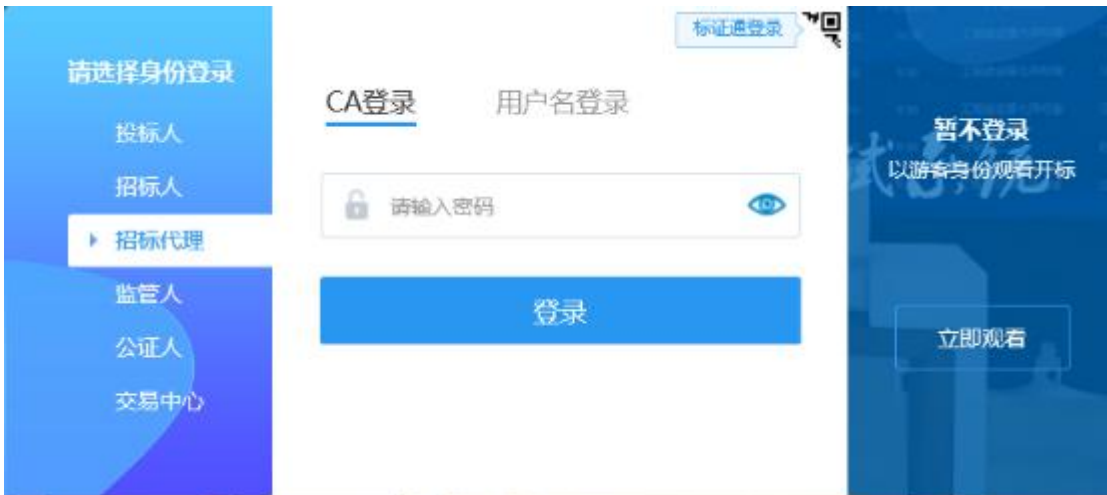 请选择身份登录
投标人
招标人
招标代理
监管人
公证人
交易中心
标证通登录
CA登录
用户名登录
请输入密码
登录
暂不登录
以游客身份观看开标
立即观看